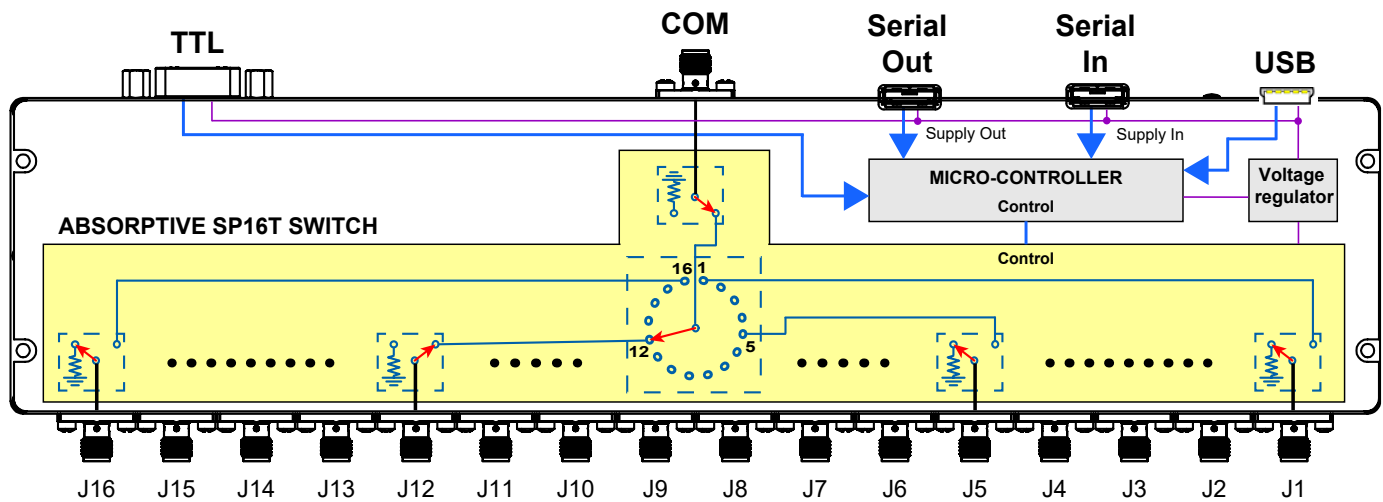 TTL
COM
Serial
Out
Serial
In
USB
Supply Out
Supply In
MICRO-CONTROLLER
Control
Voltage
regulator
ABSORPTIVE SP16T SWITCH
Control
16 1
12
5
J16 J15 J14 J13 J12 J11 J10 J9 J8 J7 J6 J5 J4 J3 J2 J1